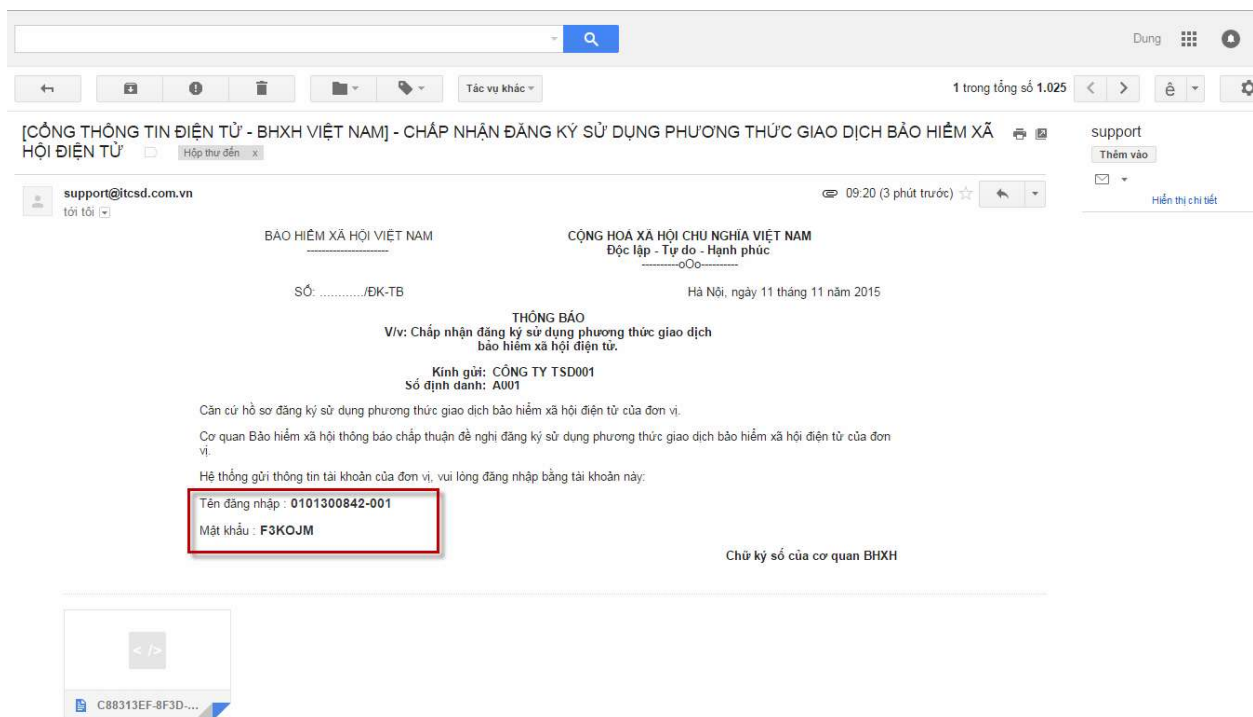 Dung
Tác vụ khác
1 trong tổng số 1.025
ê
[CỔNG THÔNG TIN ĐIỆN TỬ - BHXH VIỆT NAM] - CHẤP NHẬN ĐĂNG KÝ SỬ DỤNG PHƯƠNG THỨC GIAO DỊCH BẢO HIỂM XÃ
HỘI ĐIỆN TỬ Hộp thư đến x
support
Thêm vào
Hiển thị chi tiết
support@itcsd.com.vn
09:20 (3 phút trước)
tới tôi
BẢO HIỂM XÃ HỘI VIỆT NAM
-----------------------
CỘNG HOÀ XÃ HỘI CHỦ NGHĨA VIỆT NAM
Độc lập - Tự do - Hạnh phúc
----------oOo----------
SỐ: ............/ĐK-TB
Hà Nội, ngày 11 tháng 11 năm 2015
THÔNG BÁO
V/v: Chấp nhận đăng ký sử dụng phương thức giao dịch
bảo hiểm xã hội điện tử.
Kính gửi: CÔNG TY TSD001
Số định danh: A001
Căn cứ hồ sơ đăng ký sử dụng phương thức giao dịch bảo hiểm xã hội điện tử của đơn vị.
Cơ quan Bảo hiểm xã hội thông báo chấp thuận đề nghị đăng ký sử dụng phương thức giao dịch bảo hiểm xã hội điện tử của đơn
vị.
Hệ thống gửi thông tin tài khoản của đơn vị, vui lòng đăng nhập bằng tài khoản này:
Tên đăng nhập : 0101300842-001
Mật khẩu : F3KOJM
Chữ ký số của cơ quan BHXH
</>
C88313EF-8F3D-...